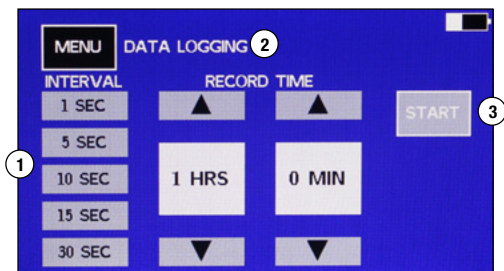 MENU DATA LOGGING 2
INTERVAL RECORD TIME
1 SEC
START 3
5 SEC
1
10 SEC 1 HRS 0 MIN
15 SEC
30 SEC